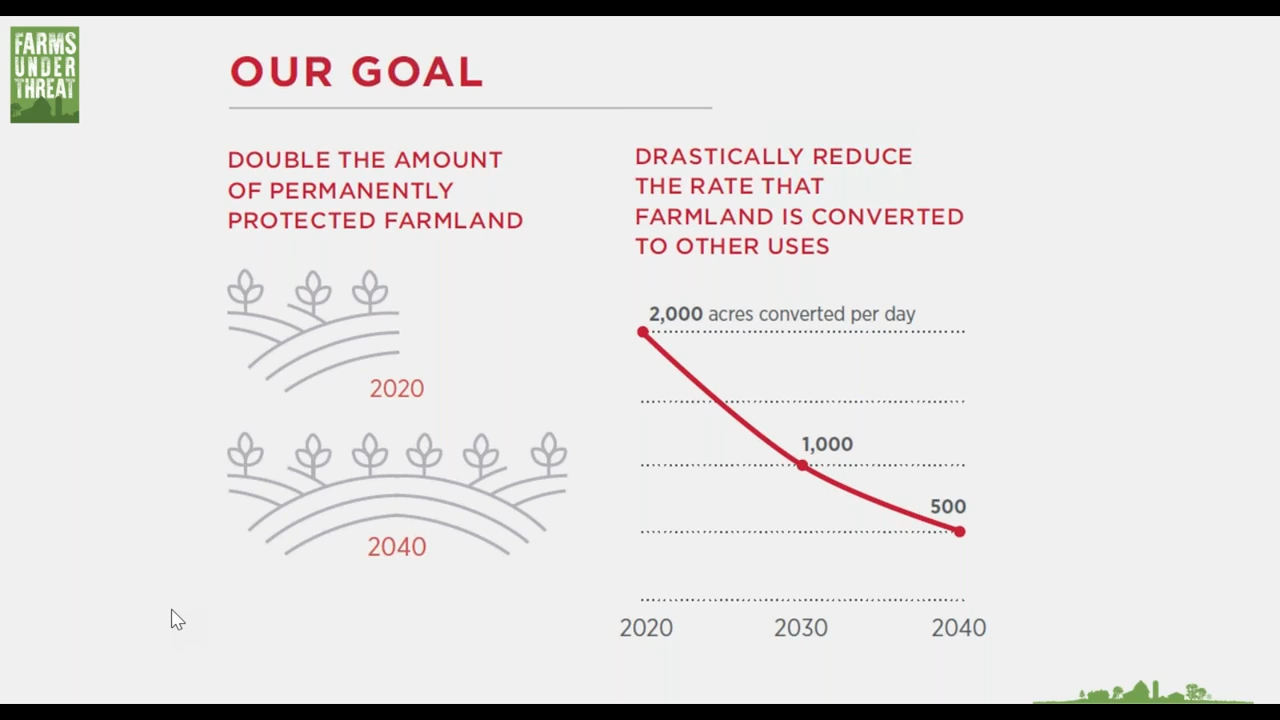 FARMS
UNDER
THREAT
OUR GOAL
DOUBLE THE AMOUNT
OF PERMANENTLY
PROTECTED FARMLAND
2020
2040
DRASTICALLY REDUCE
THE RATE THAT
FARMLAND IS CONVERTED
TO OTHER USES
2,000 acres converted per day
1,000
500
2020 2030 2040